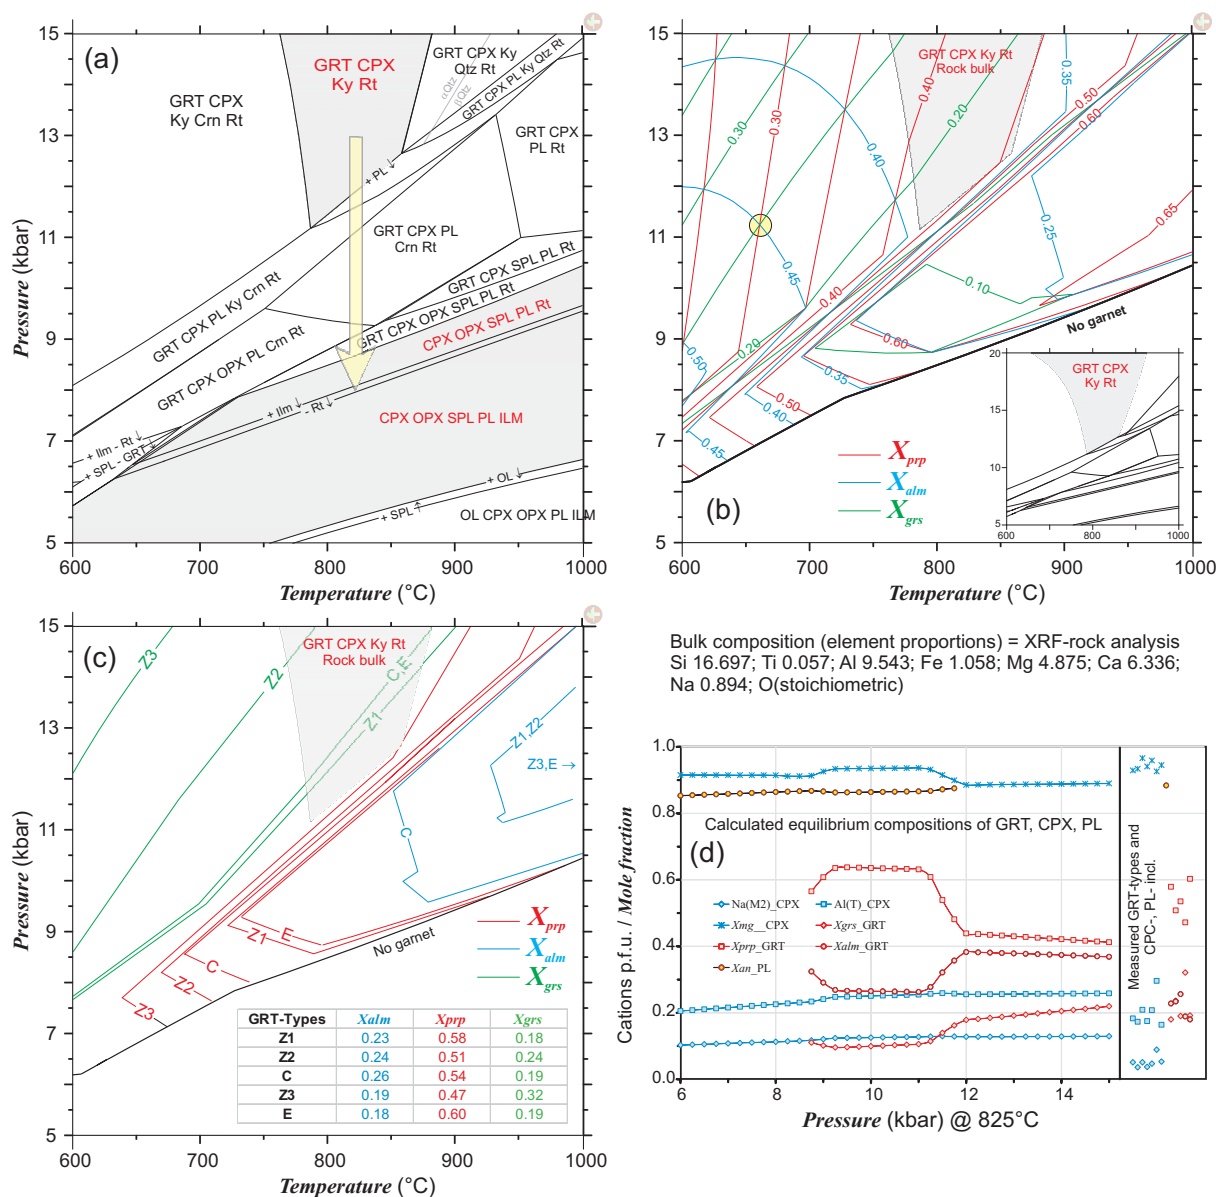 (a)
15
13
11
9
7
5
600
700
800
900
1000
Pressure (kbar)
Temperature (°C)
GRT CPX
Ky Crn Rt
GRT CPX
Ky Rt
GRT CPX Ky
Qtz Rt
αQtz
βQtz
GRT CPX PL Ky Qtz Rt
GRT CPX
PL Rt
+ PL ↓
GRT CPX PL
Crn Rt
GRT CPX PL Ky Crn Rt
GRT CPX SPL PL Rt
GRT CPX OPX SPL PL Rt
CPX OPX SPL PL Rt
GRT CPX OPX PL Crn Rt
+ Ilm ↓
- Rt ↓
+ Ilm - Rt ↓
+ SPL - GRT ↓
CPX OPX SPL PL ILM
+ OL ↓
+ SPL ↑
OL CPX OPX PL ILM
(b)
15
13
11
9
7
5
600
700
800
900
1000
Pressure (kbar)
Temperature (°C)
GRT CPX Ky Rt
Rock bulk
0.30
0.30
0.40
0.20
0.35
0.50
0.60
0.40
0.45
0.25
0.65
0.40
0.10
0.20
0.60
0.50
0.35
0.50
0.40
0.45
No garnet
Xprp
Xalm
Xgrs
GRT CPX
Ky Rt
20
15
10
5
600
700
800
900
1000
(c)
15
13
11
9
7
5
600
700
800
900
1000
Pressure (kbar)
Temperature (°C)
GRT CPX Ky Rt
Rock bulk
Z3
Z2
C,E
Z1
Z1,Z2
Z3,E →
C
E
Z1
C
Z2
Z3
No garnet
Xprp
Xalm
Xgrs
GRT-Types Xalm Xprp Xgrs
Z1 0.23 0.58 0.18
Z2 0.24 0.51 0.24
C 0.26 0.54 0.19
Z3 0.19 0.47 0.32
E 0.18 0.60 0.19
Bulk composition (element proportions) = XRF-rock analysis
Si 16.697; Ti 0.057; Al 9.543; Fe 1.058; Mg 4.875; Ca 6.336;
Na 0.894; O(stoichiometric)
(d)
1.0
0.8
0.6
0.4
0.2
0.0
6
8
10
12
14
Cations p.f.u. / Mole fraction
Pressure (kbar) @ 825°C
Calculated equilibrium compositions of GRT, CPX, PL
Na(M2)_CPX
Al(T)_CPX
Xmg__CPX
Xgrs_GRT
Xprp_GRT
Xalm_GRT
Xan_PL
Measured GRT-types and
CPC-, PL- incl.